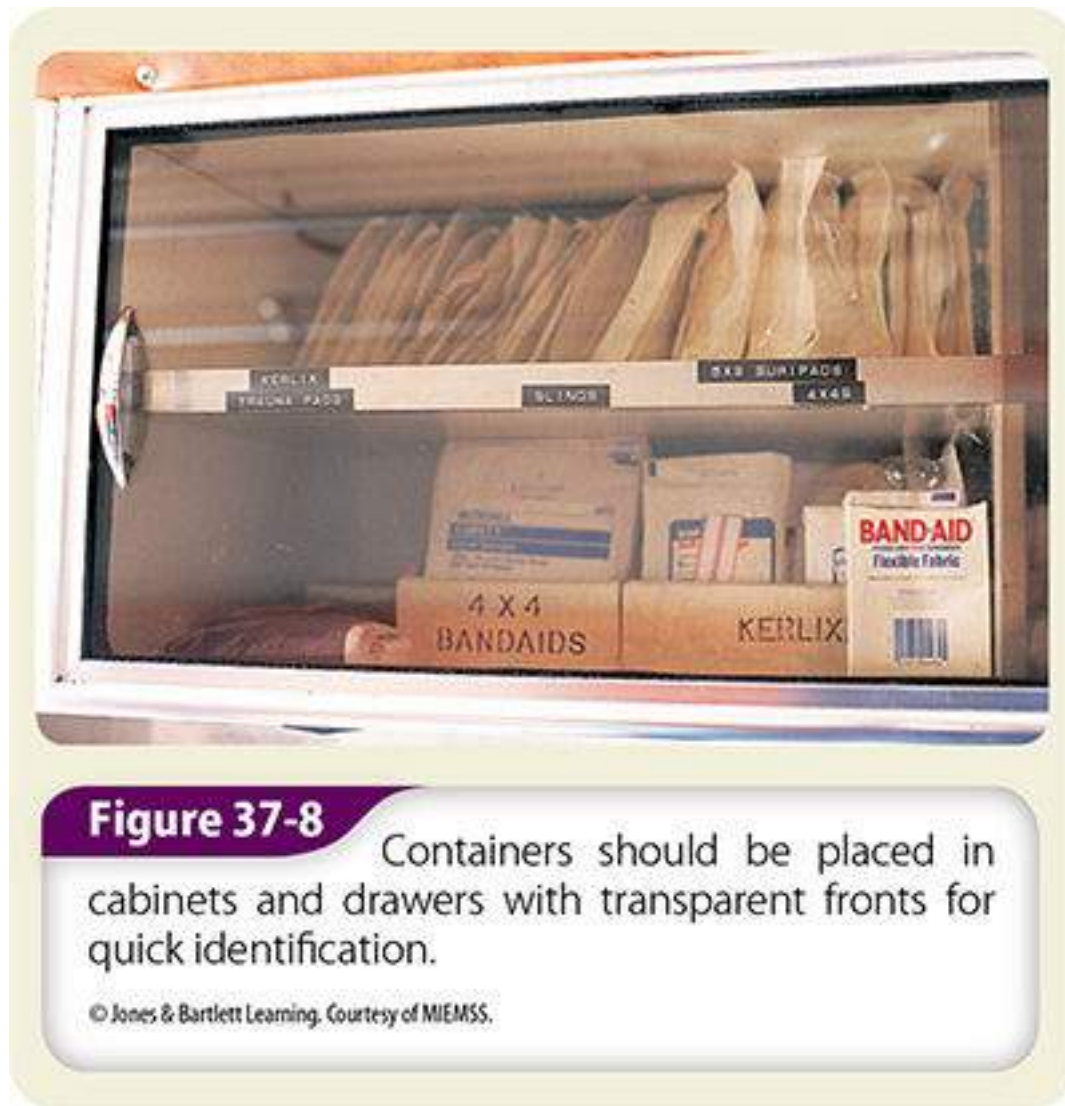 KERLIX
TRAUMA PADS
SLINGS
5X9 SURIPADS
4X4S
BAND-AID
Flexible Fabric
4 X 4
BANDAIDS
KERLIX
Figure 37-8
Containers should be placed in
cabinets and drawers with transparent fronts for
quick identification.
© Jones & Bartlett Learning. Courtesy of MIEMSS.